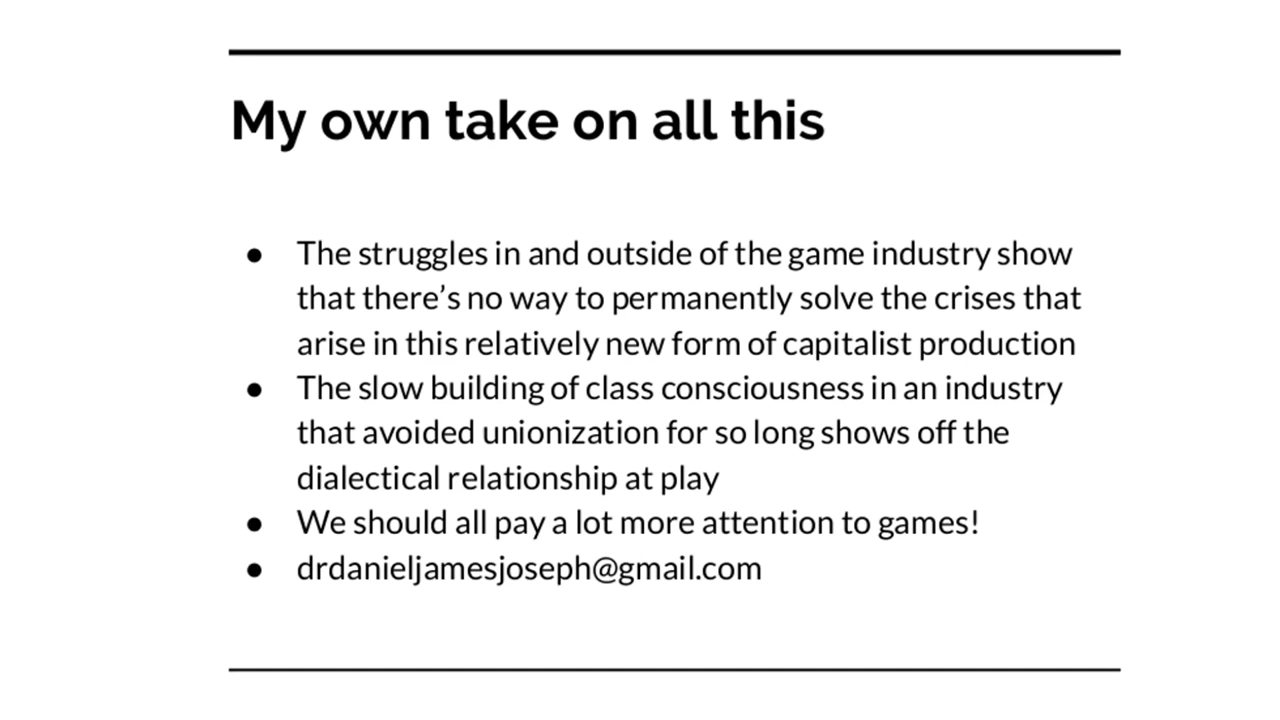 My own take on all this
● The struggles in and outside of the game industry show
that there’s no way to permanently solve the crises that
arise in this relatively new form of capitalist production
● The slow building of class consciousness in an industry
that avoided unionization for so long shows off the
dialectical relationship at play
● We should all pay a lot more attention to games!
● drdanieljamesjoseph@gmail.com